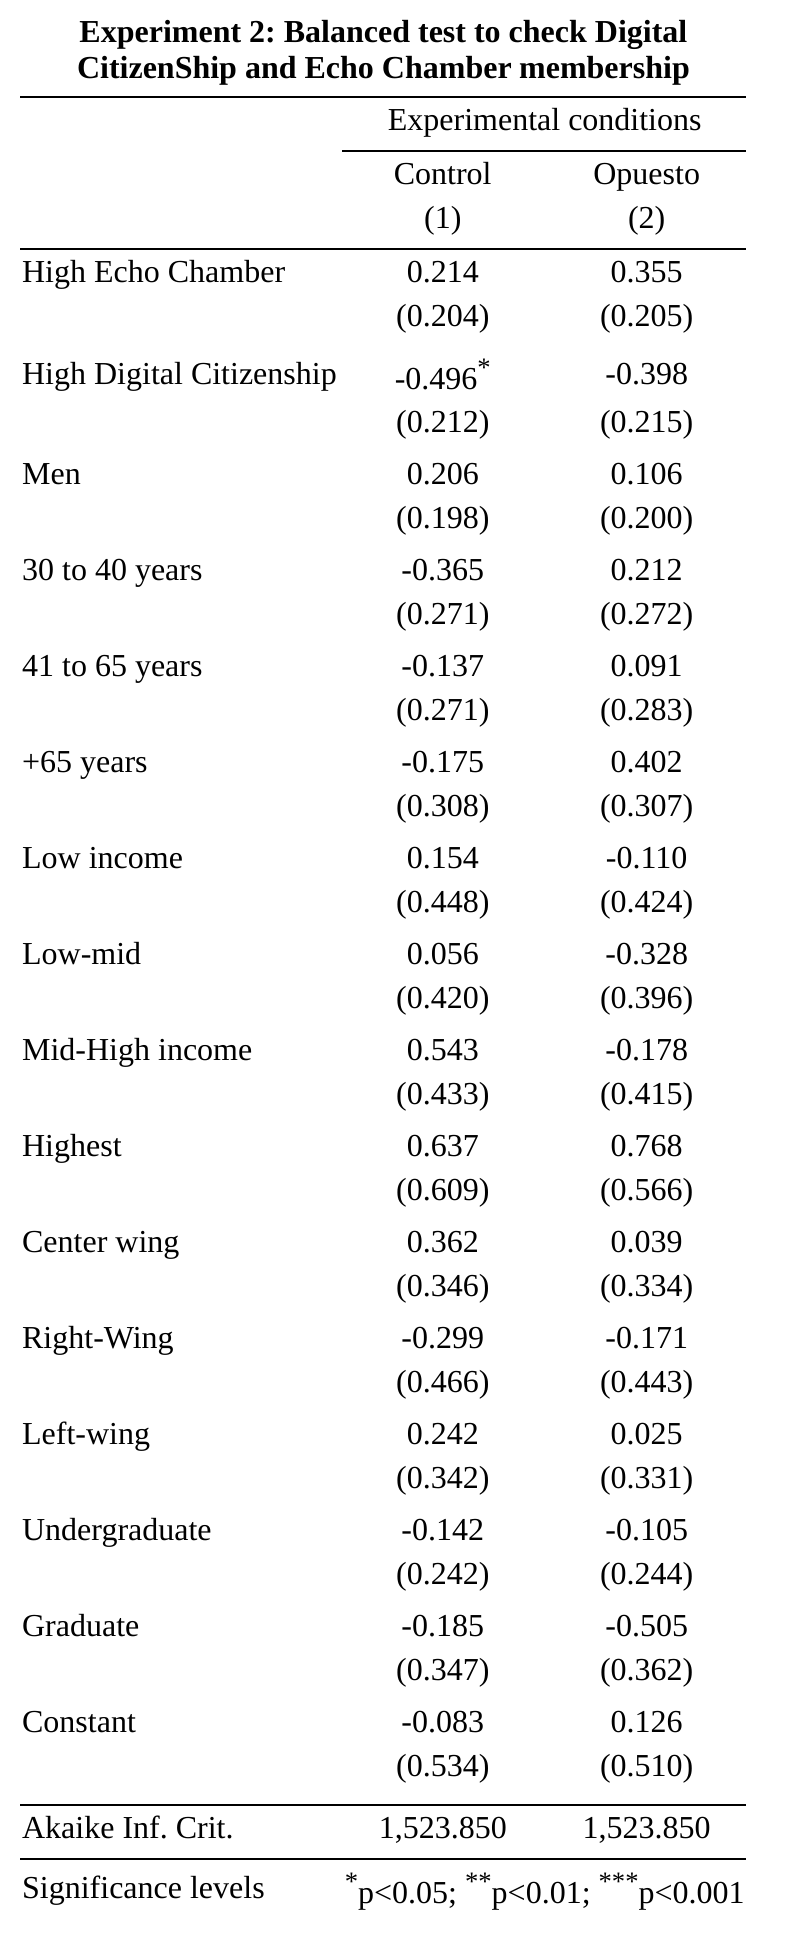 Experiment 2: Balanced test to check Digital
CitizenShip and Echo Chamber membership
Experimental conditions
Control Opuesto
(1) (2)
High Echo Chamber 0.214 0.355
(0.204) (0.205)
High Digital Citizenship -0.496* -0.398
(0.212) (0.215)
Men 0.206 0.106
(0.198) (0.200)
30 to 40 years -0.365 0.212
(0.271) (0.272)
41 to 65 years -0.137 0.091
(0.271) (0.283)
+65 years -0.175 0.402
(0.308) (0.307)
Low income 0.154 -0.110
(0.448) (0.424)
Low-mid 0.056 -0.328
(0.420) (0.396)
Mid-High income 0.543 -0.178
(0.433) (0.415)
Highest 0.637 0.768
(0.609) (0.566)
Center wing 0.362 0.039
(0.346) (0.334)
Right-Wing -0.299 -0.171
(0.466) (0.443)
Left-wing 0.242 0.025
(0.342) (0.331)
Undergraduate -0.142 -0.105
(0.242) (0.244)
Graduate -0.185 -0.505
(0.347) (0.362)
Constant -0.083 0.126
(0.534) (0.510)
Akaike Inf. Crit. 1,523.850 1,523.850
Significance levels *p<0.05; **p<0.01; ***p<0.001